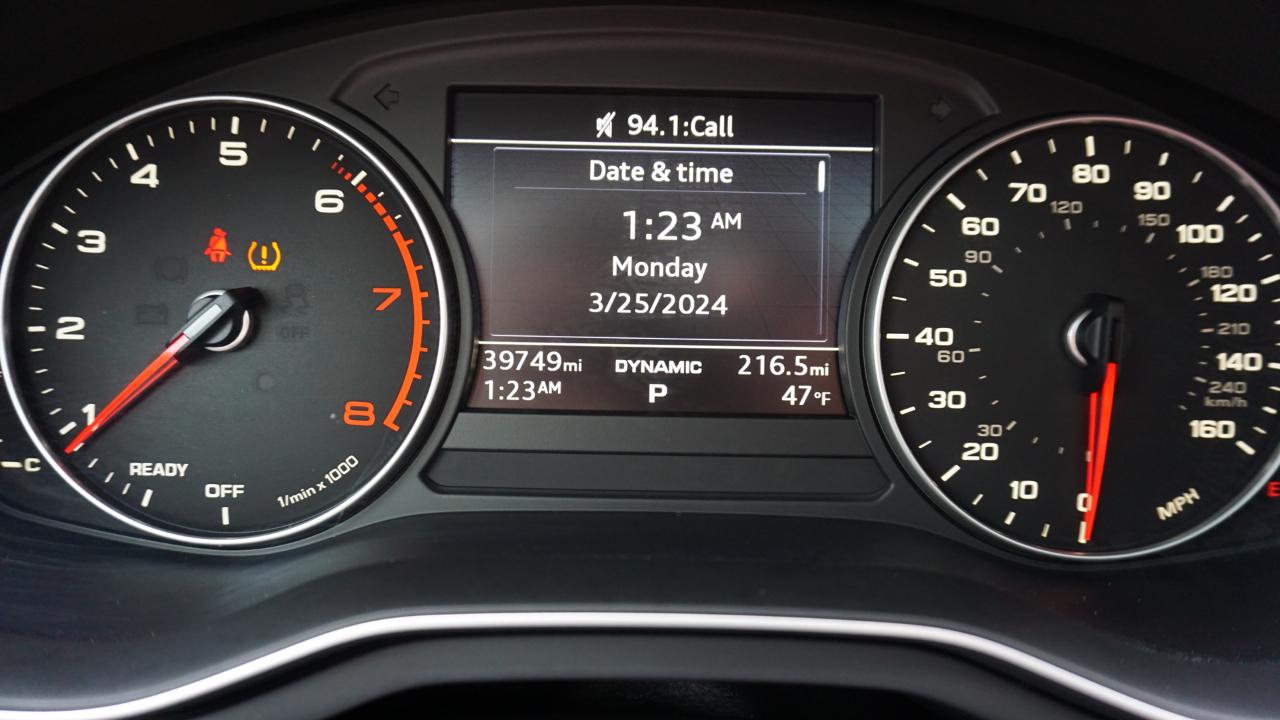 94.1:Call
Date & time
1:23 AM
Monday
3/25/2024
39749mi DYNAMIC 216.5mi
1:23AM P 47°F
1
2
3
4
5
6
7
8
READY
OFF
1/min x 1000
C
OFF
0
10
20
30
40
50
60
70
80
90
100
120
140
160
30
60
90
120
150
180
210
240
km/h
MPH
E